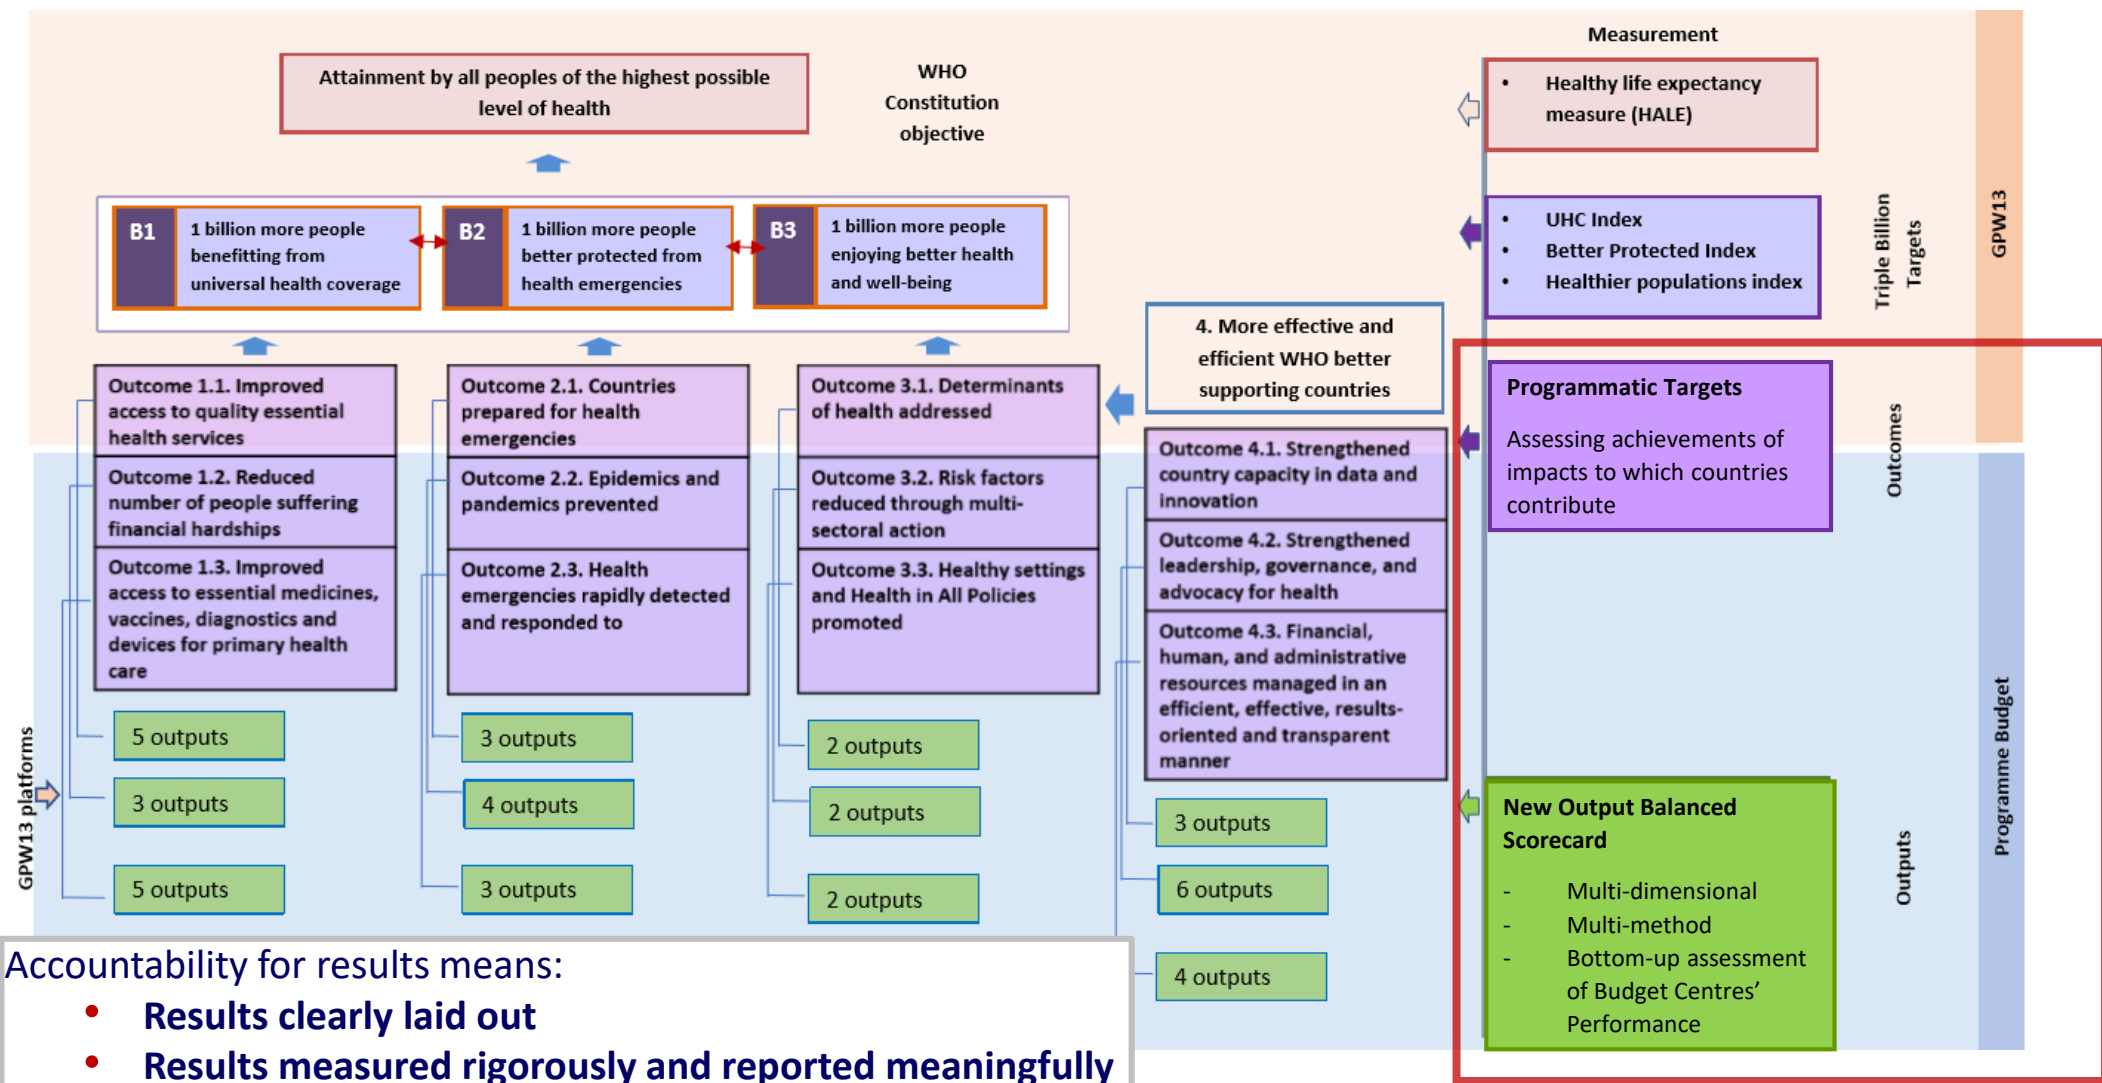 Measurement
Attainment by all peoples of the highest possible
level of health
WHO
Constitution
objective
• Healthy life expectancy
measure (HALE)
B1
1 billion more people
benefitting from
universal health coverage
B2
1 billion more people
better protected from
health emergencies
B3
1 billion more people
enjoying better health
and well-being
• UHC Index
• Better Protected Index
• Healthier populations index
Triple Billion
Targets
GPW13
4. More effective and
efficient WHO better
supporting countries
Outcome 1.1. Improved
access to quality essential
health services
Outcome 1.2. Reduced
number of people suffering
financial hardships
Outcome 1.3. Improved
access to essential medicines,
vaccines, diagnostics and
devices for primary health
care
Outcome 2.1. Countries
prepared for health
emergencies
Outcome 2.2. Epidemics and
pandemics prevented
Outcome 2.3. Health
emergencies rapidly detected
and responded to
Outcome 3.1. Determinants
of health addressed
Outcome 3.2. Risk factors
reduced through multi-
sectoral action
Outcome 3.3. Healthy settings
and Health in All Policies
promoted
Outcome 4.1. Strengthened
country capacity in data and
innovation
Outcome 4.2. Strengthened
leadership, governance, and
advocacy for health
Outcome 4.3. Financial,
human, and administrative
resources managed in an
efficient, effective, results-
oriented and transparent
manner
Programmatic Targets
Assessing achievements of
impacts to which countries
contribute
Outcomes
GPW13 platforms
5 outputs
3 outputs
5 outputs
3 outputs
4 outputs
3 outputs
2 outputs
2 outputs
2 outputs
3 outputs
6 outputs
4 outputs
New Output Balanced
Scorecard
- Multi-dimensional
- Multi-method
- Bottom-up assessment
of Budget Centres’
Performance
Outputs
Programme Budget
Accountability for results means:
• Results clearly laid out
• Results measured rigorously and reported meaningfully